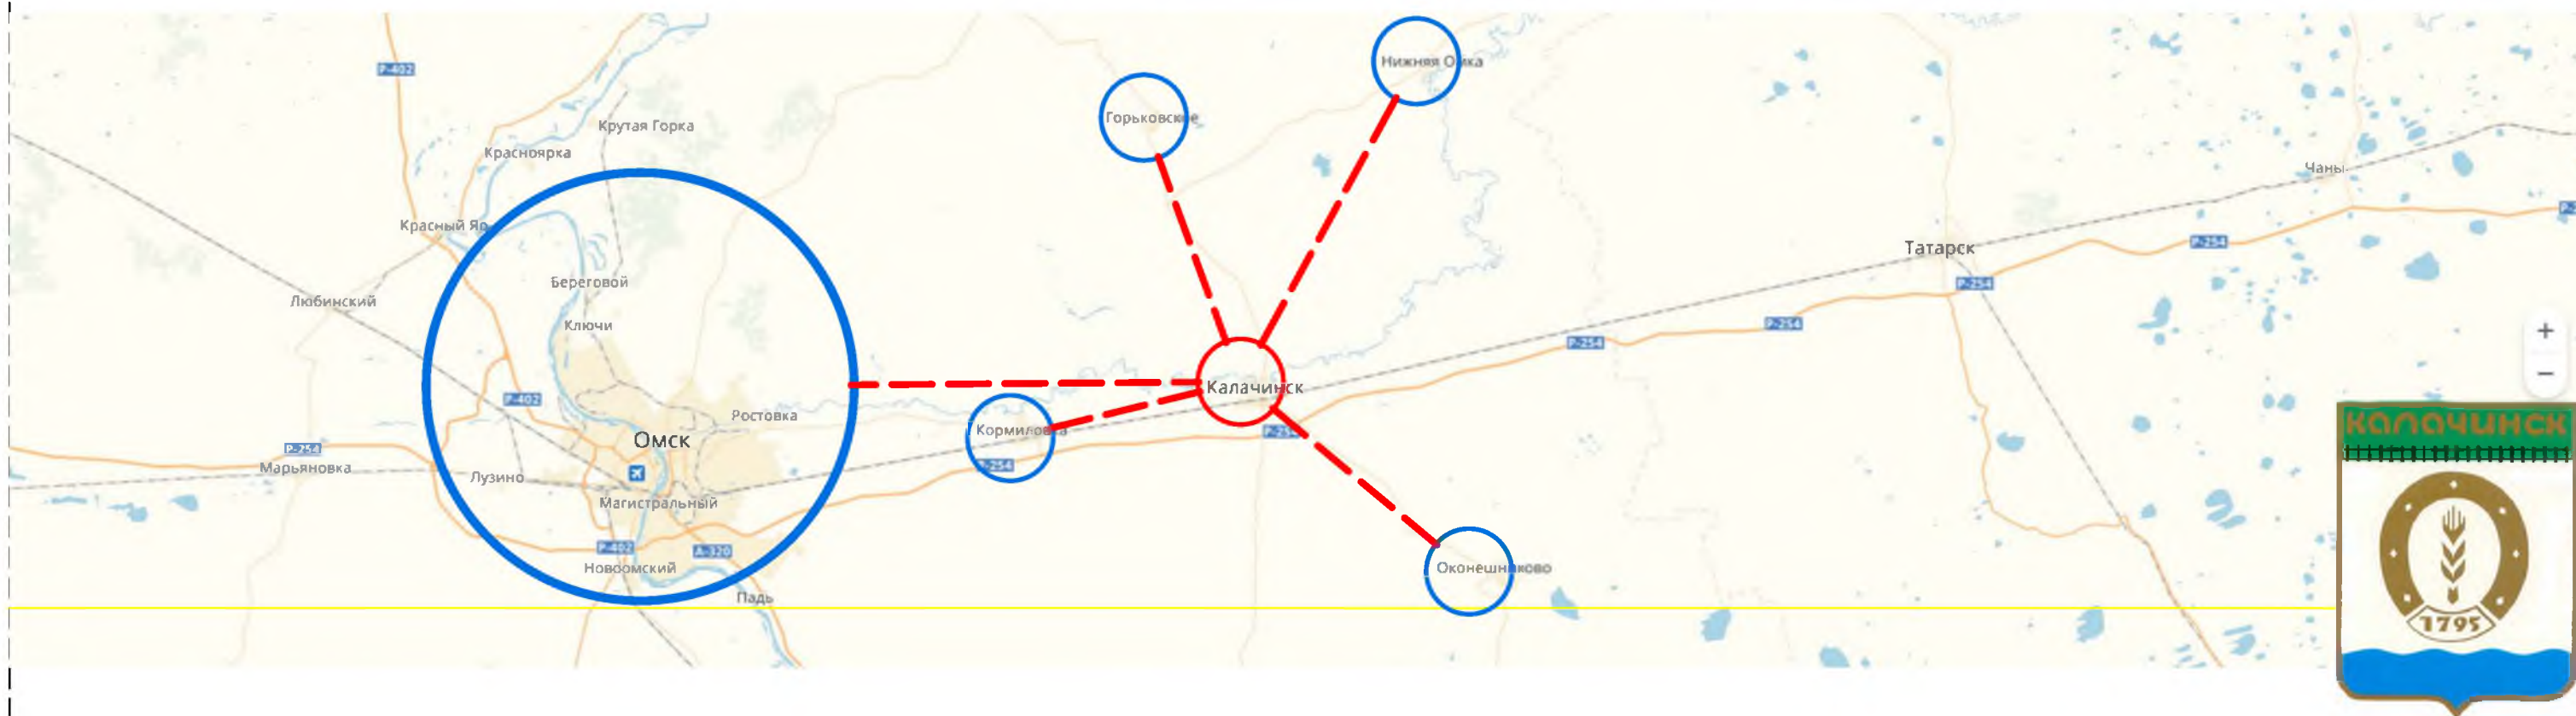 Нижняя Омка
Р-402
Горьковское
Крутая Горка
Красноярка
Чаны
Красный Яр
Татарск
Р-254
Р-254
Береговой
Любинский
Ключи
Р-254
+
Р-254
−
Калачинск
Р-402
Ростовка
КАЛАЧИНСК
Кормиловка
Р-254
Омск
Р-254
Р-254
Марьяновка
Лузино
Магистральный
Р-402
А-320
Новоомский
Оконешниково
Падь
1795